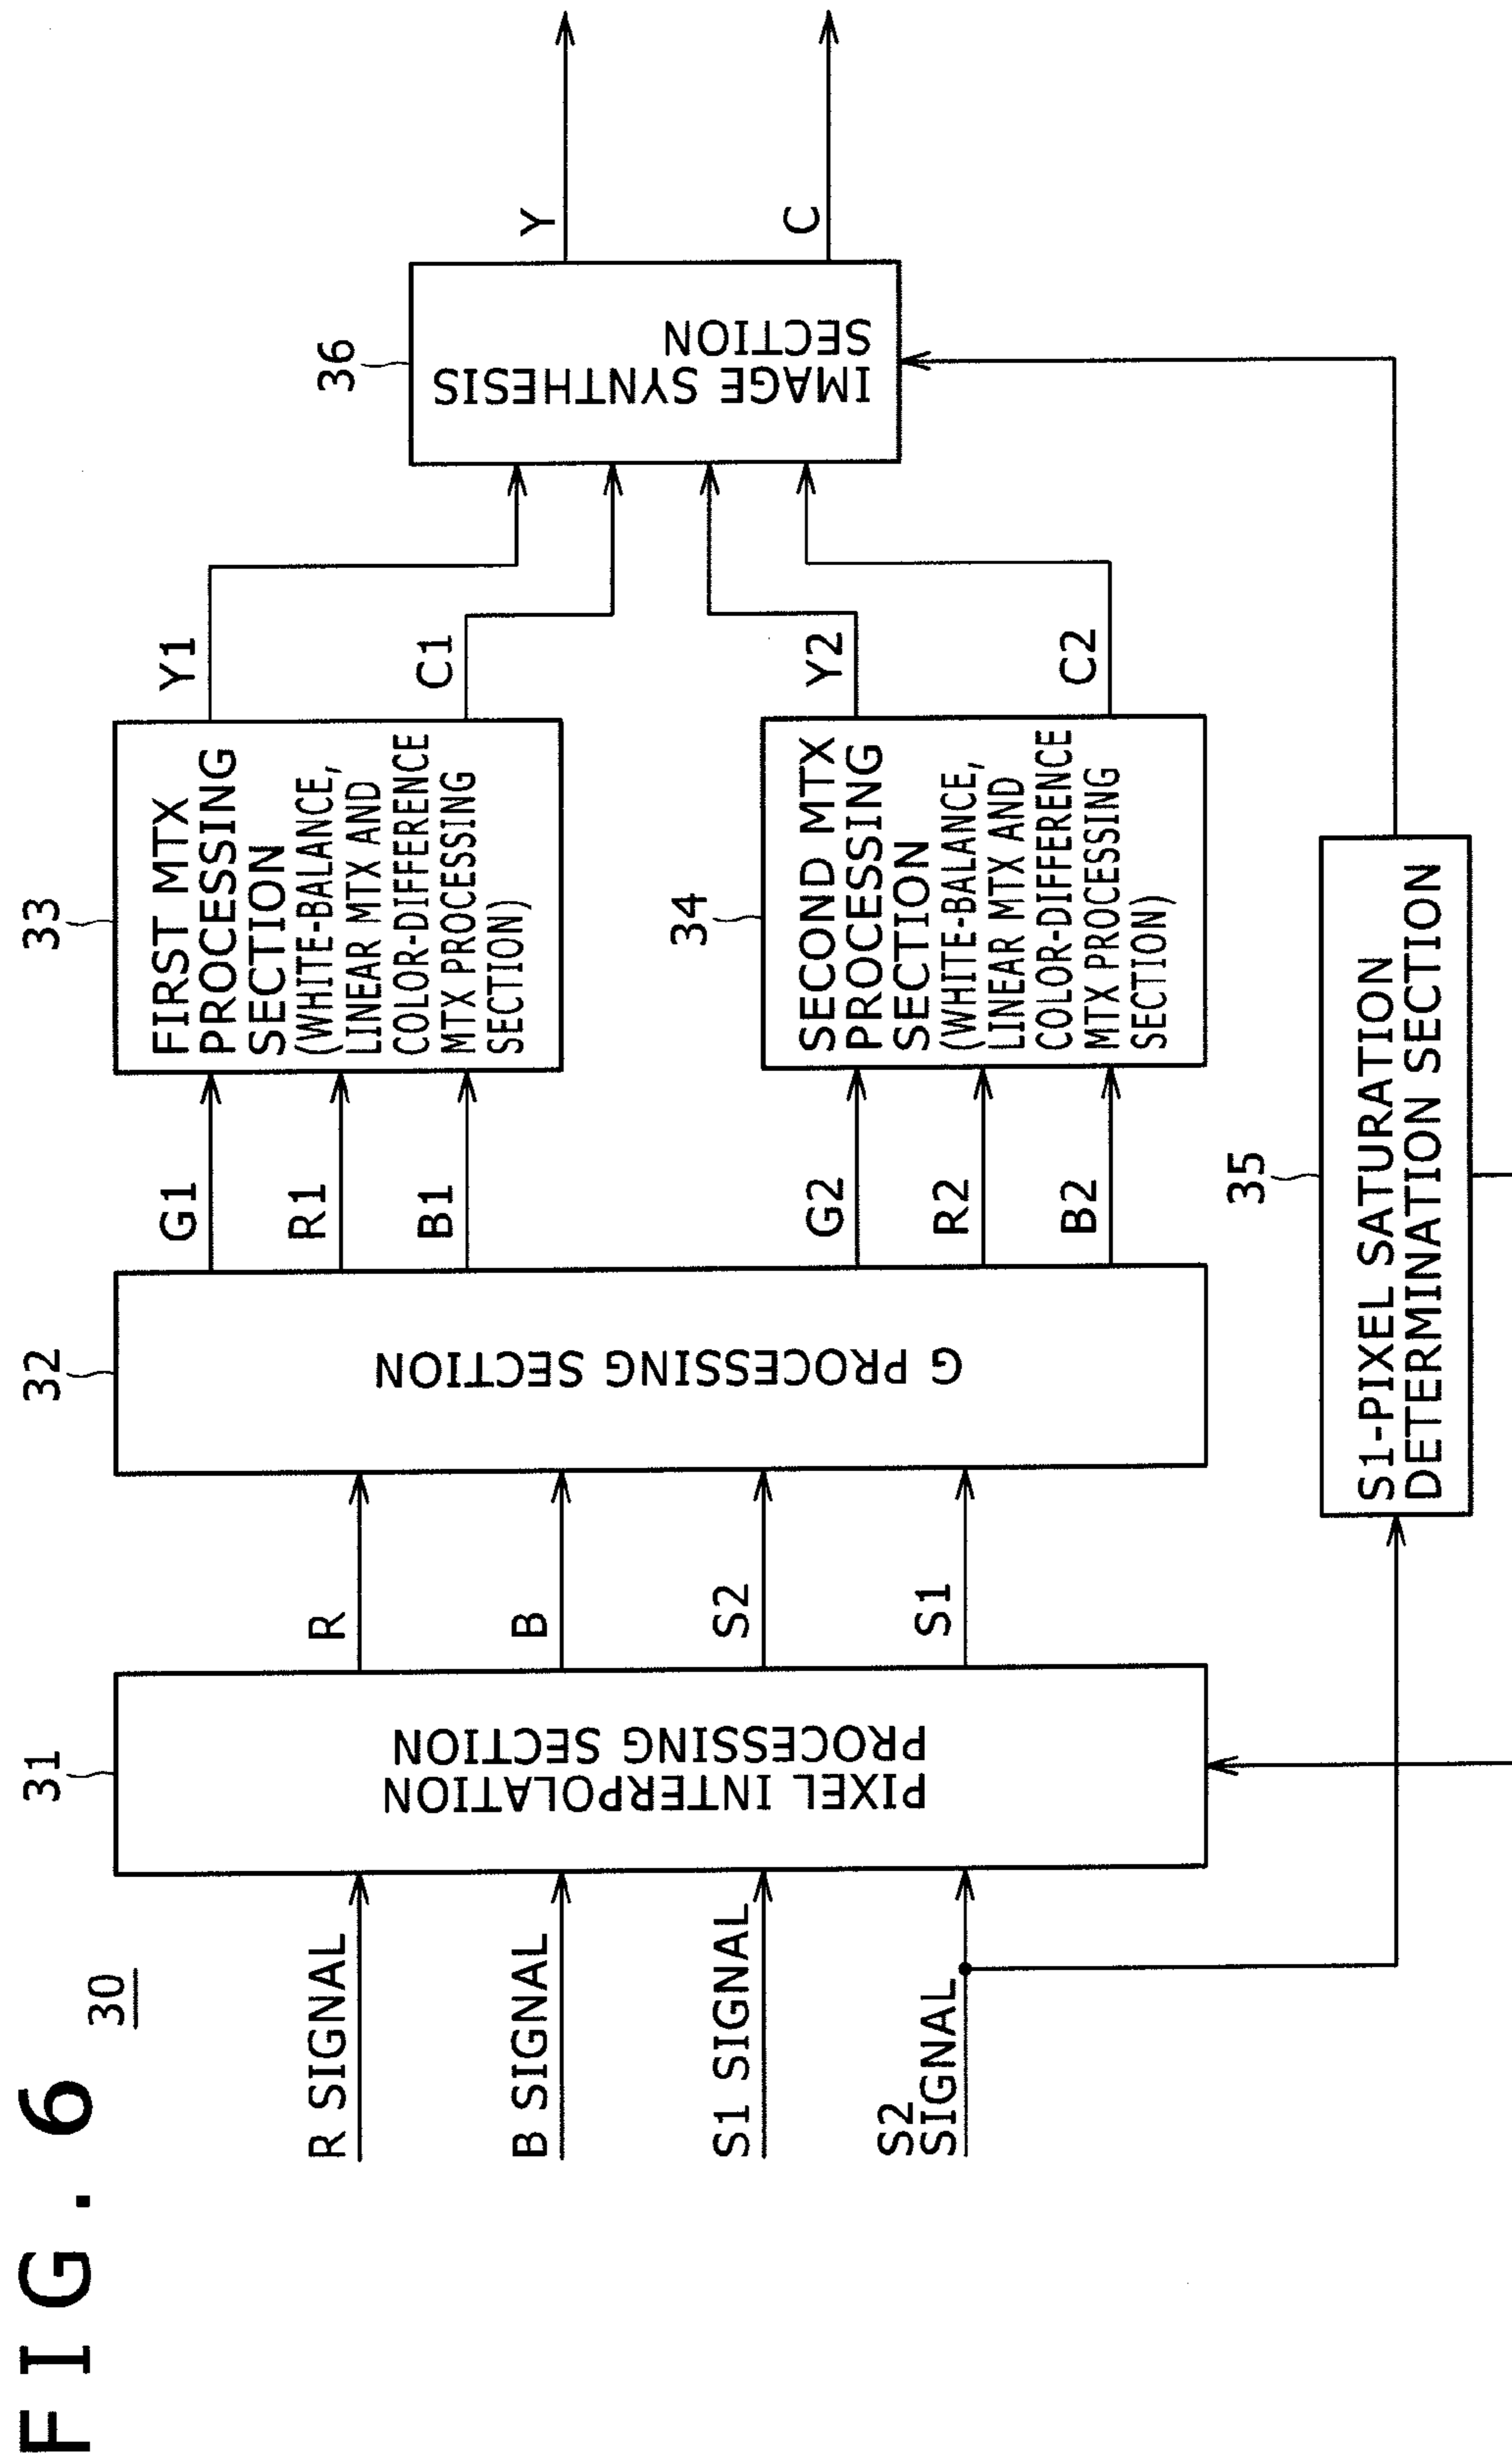 FIG. 6
30
R SIGNAL
B SIGNAL
S1 SIGNAL
S2
SIGNAL
31
PIXEL INTERPOLATION
PROCESSING SECTION
R
B
S2
S1
32
G PROCESSING SECTION
G1
R1
B1
G2
R2
B2
33
FIRST MTX
PROCESSING
SECTION
(WHITE-BALANCE,
LINEAR MTX AND
COLOR-DIFFERENCE
MTX PROCESSING
SECTION)
34
SECOND MTX
PROCESSING
SECTION
(WHITE-BALANCE,
LINEAR MTX AND
COLOR-DIFFERENCE
MTX PROCESSING
SECTION)
35
S1-PIXEL SATURATION
DETERMINATION SECTION
Y1
C1
Y2
C2
36
IMAGE SYNTHESIS
SECTION
Y
C